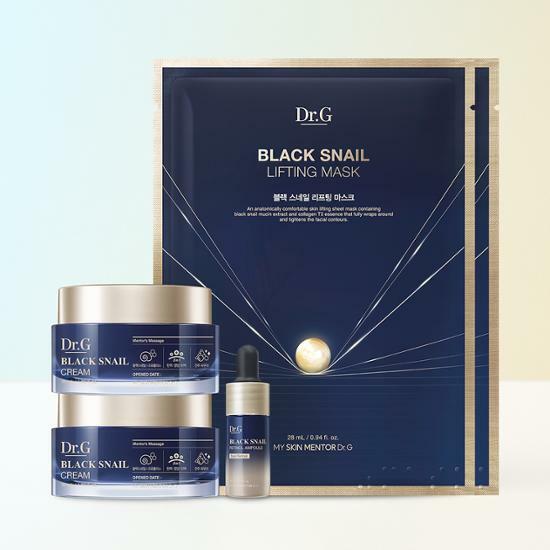 Dr.G
BLACK SNAIL
LIFTING MASK
블랙 스네일 리프팅 마스크
An anatomically comfortable skin lifting sheet mask containing
black snail mucin extract and collagen T3 essence that fully wraps around
and tightens the facial contours.
28 mL / 0.94 fl. oz.
MY SKIN MENTOR Dr.G
Dr.G
Mentor's Message
BLACK SNAIL
CREAM
OPENED DATE :
Dr.G
Mentor's Message
BLACK SNAIL
CREAM
OPENED DATE :
Dr.G
BLACK SNAIL
RETINOL AMPOULE